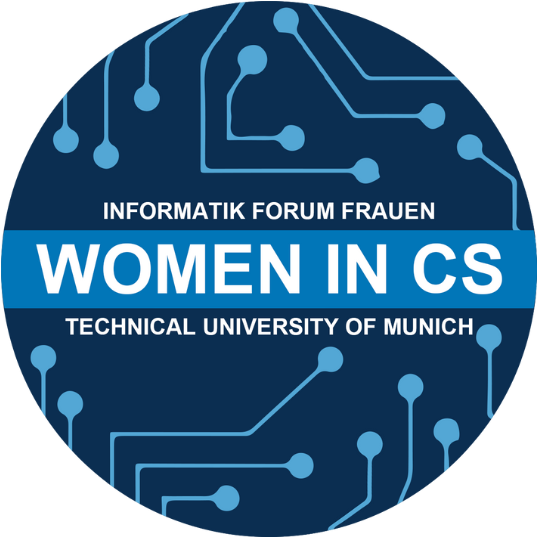 INFORMATIK FORUM FRAUEN
WOMEN IN CS
TECHNICAL UNIVERSITY OF MUNICH